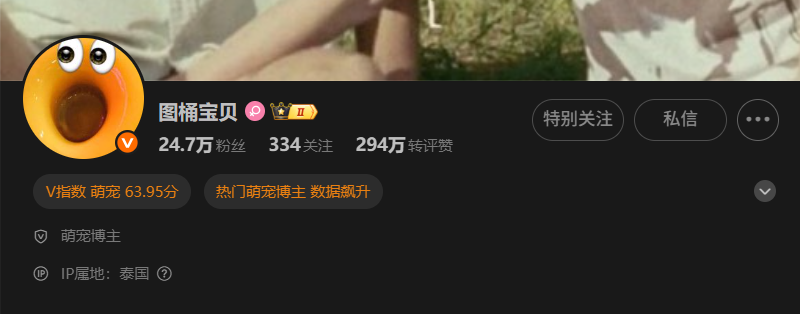 图桶宝贝 II
24.7万粉丝 334关注 294万转评赞
特别关注 私信
V指数 萌宠 63.95分 热门萌宠博主 数据飙升
萌宠博主
IP IP属地：泰国